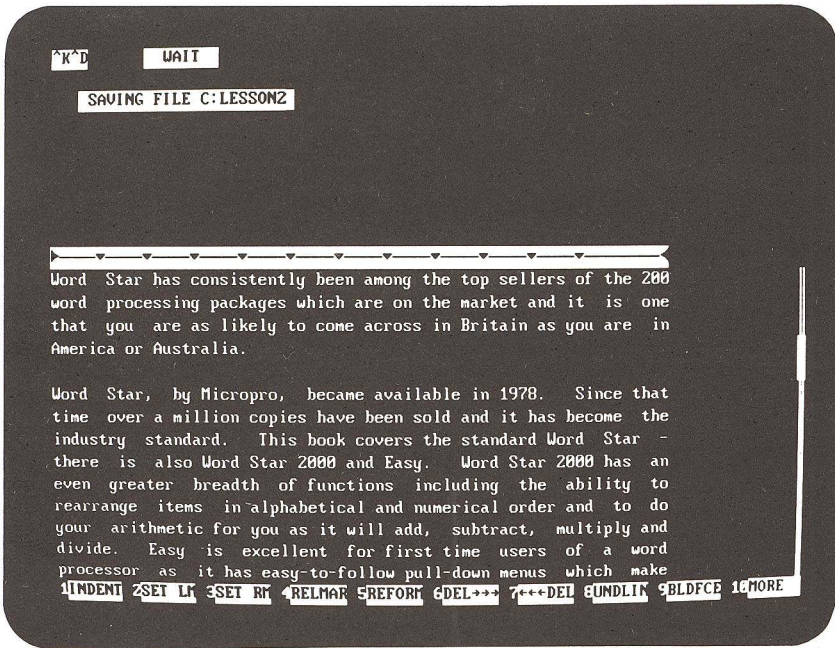 ^K^D WAIT
SAVING FILE C:LESSON2
Word Star has consistently been among the top sellers of the 200
word processing packages which are on the market and it is one
that you are as likely to come across in Britain as you are in
America or Australia.
Word Star, by Micropro, became available in 1978. Since that
time over a million copies have been sold and it has become the
industry standard. This book covers the standard Word Star -
there is also Word Star 2000 and Easy. Word Star 2000 has an
even greater breadth of functions including the ability to
rearrange items in alphabetical and numerical order and to do
your arithmetic for you as it will add, subtract, multiply and
divide. Easy is excellent for first time users of a word
processor as it has easy-to-follow pull-down menus which make
1INDENT 2SET LM 3SET RM 4RELMAR 5REFORM 6DEL→→→ 7←←←DEL 8UNDLIN 9BLDFCE 10MORE